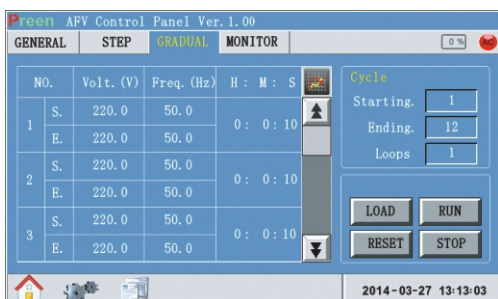 Preen AFV Control Panel Ver.1.00
GENERAL STEP GRADUAL MONITOR 0 % AC
NO. Volt.(V) Freq.(Hz) H: M: S
1 S. 220.0 50.0 0: 0:10
E. 220.0 50.0
2 S. 220.0 50.0 0: 0:10
E. 220.0 50.0
3 S. 220.0 50.0 0: 0:10
E. 220.0 50.0
Cycle
Starting. 1
Ending. 12
Loops 1
LOAD RUN
RESET STOP
2014-03-27 13:13:03